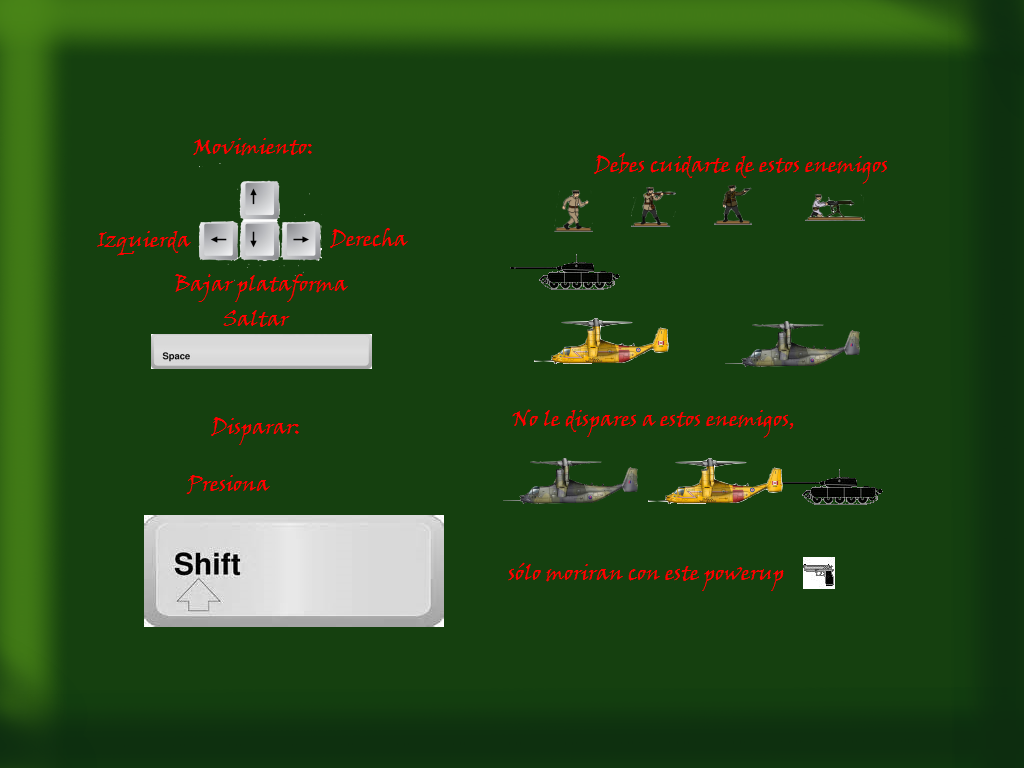 Movimiento:
Izquierda
Derecha
Bajar plataforma
Saltar
Space
Disparar:
Presiona
Shift
Debes cuidarte de estos enemigos
No le dispares a estos enemigos,
sólo moriran con este powerup